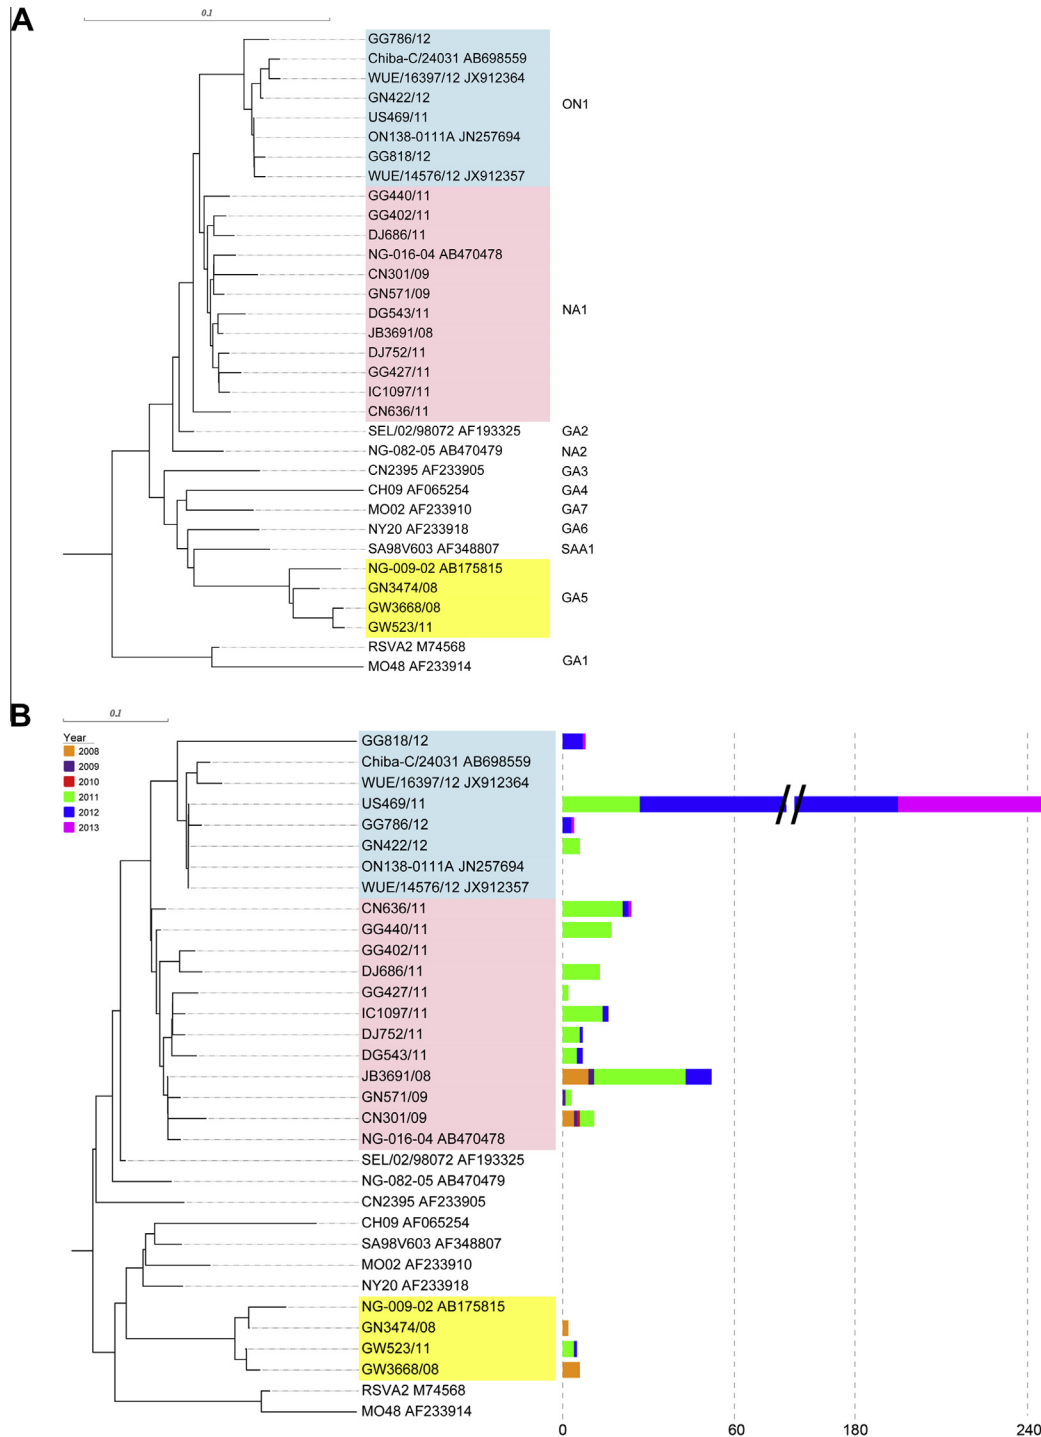 A
0.1
GG786/12
Chiba-C/24031 AB698559
WUE/16397/12 JX912364
GN422/12
ON1
US469/11
ON138-0111A JN257694
GG818/12
WUE/14576/12 JX912357
GG440/11
GG402/11
DJ686/11
NG-016-04 AB470478
CN301/09
GN571/09
DG543/11
NA1
JB3691/08
DJ752/11
GG427/11
IC1097/11
CN636/11
SEL/02/98072 AF193325 GA2
NG-082-05 AB470479 NA2
CN2395 AF233905 GA3
CH09 AF065254 GA4
MO02 AF233910 GA7
NY20 AF233918 GA6
SA98V603 AF348807 SAA1
NG-009-02 AB175815
GN3474/08
GA5
GW3668/08
GW523/11
RSVA2 M74568
GA1
MO48 AF233914
B
0.1
Year
2008
2009
2010
2011
2012
2013
GG818/12
Chiba-C/24031 AB698559
WUE/16397/12 JX912364
US469/11
GG786/12
GN422/12
ON138-0111A JN257694
WUE/14576/12 JX912357
CN636/11
GG440/11
GG402/11
DJ686/11
GG427/11
IC1097/11
DJ752/11
DG543/11
JB3691/08
GN571/09
CN301/09
NG-016-04 AB470478
SEL/02/98072 AF193325
NG-082-05 AB470479
CN2395 AF233905
CH09 AF065254
SA98V603 AF348807
MO02 AF233910
NY20 AF233918
NG-009-02 AB175815
GN3474/08
GW523/11
GW3668/08
RSVA2 M74568
MO48 AF233914
0 60 180 240